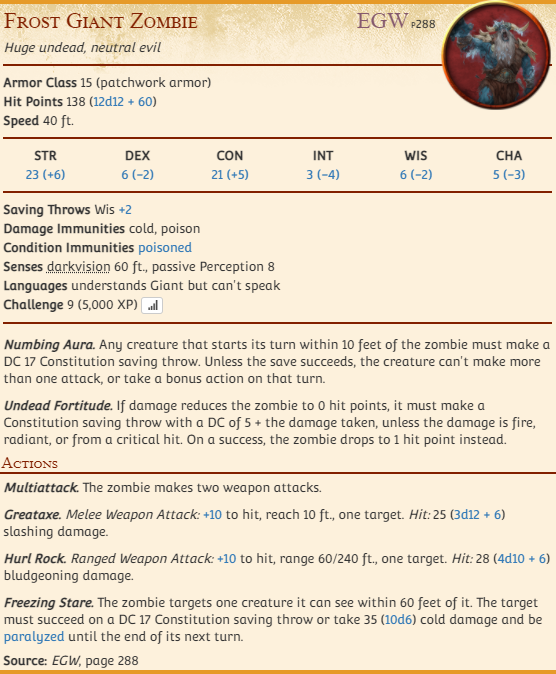 Frost Giant Zombie EGW P288
Huge undead, neutral evil
Armor Class 15 (patchwork armor)
Hit Points 138 (12d12 + 60)
Speed 40 ft.
STR DEX CON INT WIS CHA
23 (+6) 6 (−2) 21 (+5) 3 (−4) 6 (−2) 5 (−3)
Saving Throws Wis +2
Damage Immunities cold, poison
Condition Immunities poisoned
Senses darkvision 60 ft., passive Perception 8
Languages understands Giant but can't speak
Challenge 9 (5,000 XP)
Numbing Aura. Any creature that starts its turn within 10 feet of the zombie must make a
DC 17 Constitution saving throw. Unless the save succeeds, the creature can't make more
than one attack, or take a bonus action on that turn.
Undead Fortitude. If damage reduces the zombie to 0 hit points, it must make a
Constitution saving throw with a DC of 5 + the damage taken, unless the damage is fire,
radiant, or from a critical hit. On a success, the zombie drops to 1 hit point instead.
Actions
Multiattack. The zombie makes two weapon attacks.
Greataxe. Melee Weapon Attack: +10 to hit, reach 10 ft., one target. Hit: 25 (3d12 + 6)
slashing damage.
Hurl Rock. Ranged Weapon Attack: +10 to hit, range 60/240 ft., one target. Hit: 28 (4d10 + 6)
bludgeoning damage.
Freezing Stare. The zombie targets one creature it can see within 60 feet of it. The target
must succeed on a DC 17 Constitution saving throw or take 35 (10d6) cold damage and be
paralyzed until the end of its next turn.
Source: EGW, page 288